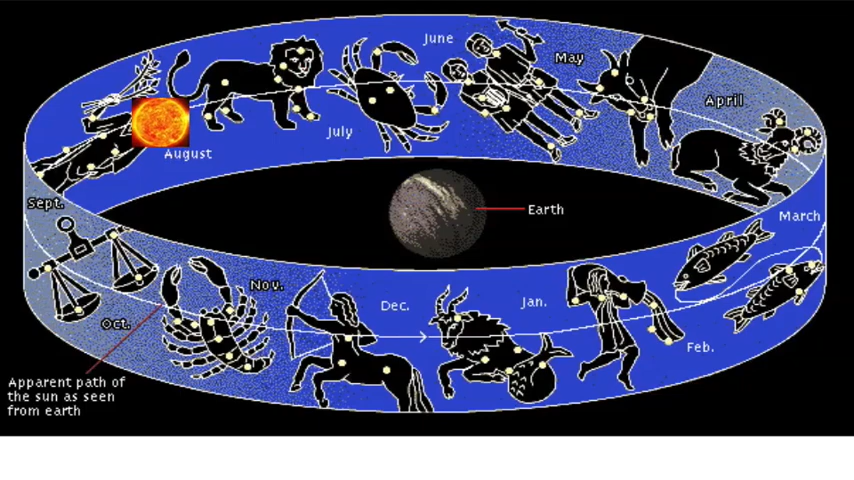 June
May
April
July
August
Sept.
Earth
March
Nov.
Dec.
Jan.
Oct.
Feb.
Apparent path of
the sun as seen
from earth